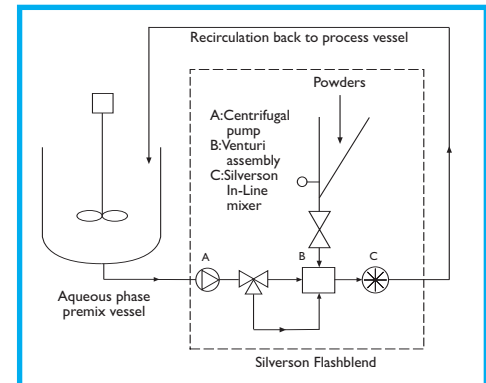 Recirculation back to process vessel
Powders
A:Centrifugal
pump
B:Venturi
assembly
C:Silverson
In-Line
mixer
A
B
C
Aqueous phase
premix vessel
Silverson Flashblend